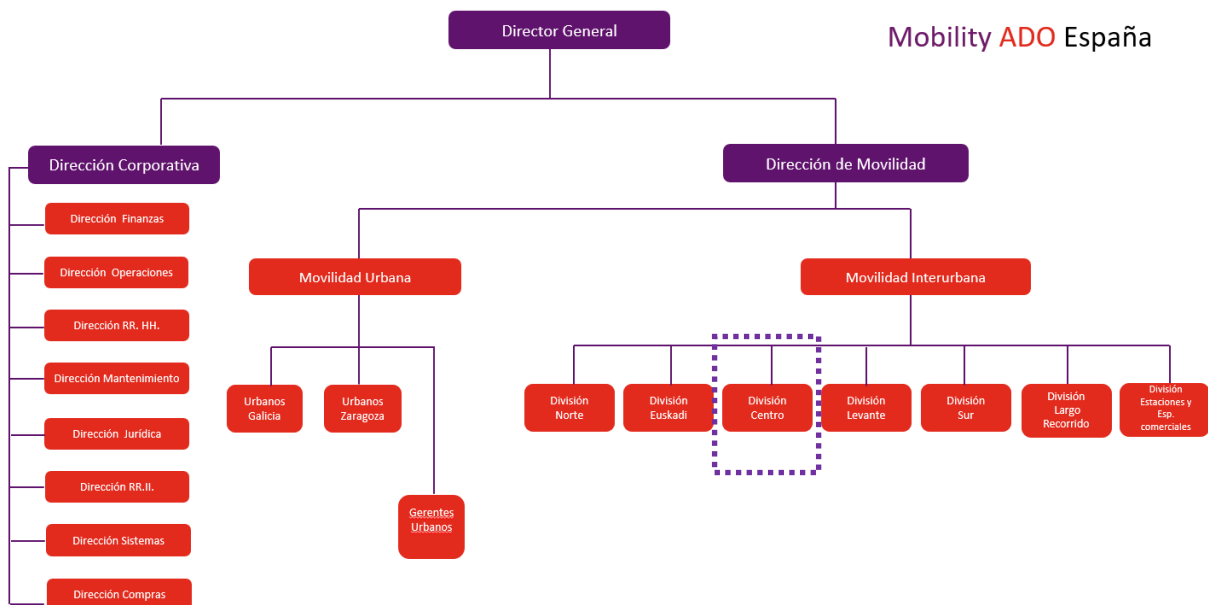 Director General
Mobility ADO España
Dirección Corporativa
Dirección de Movilidad
Dirección Finanzas
Dirección Operaciones
Dirección RR. HH.
Dirección Mantenimiento
Dirección Jurídica
Dirección RR.II.
Dirección Sistemas
Dirección Compras
Movilidad Urbana
Movilidad Interurbana
Urbanos
Galicia
Urbanos
Zaragoza
Gerentes
Urbanos
División
Norte
División
Euskadi
División
Centro
División
Levante
División
Sur
División
Largo
Recorrido
División
Estaciones y
Esp.
comerciales